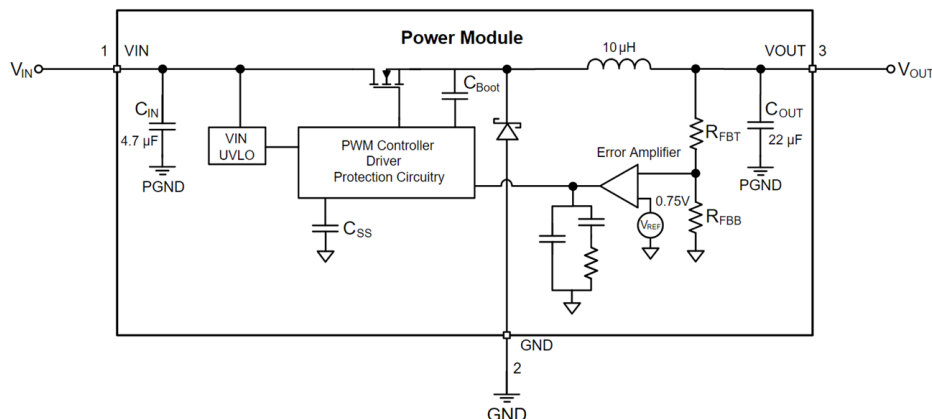 Power Module
1
VIN
10 µH
VOUT
3
VIN
VOUT
CBoot
CIN
4.7 µF
PGND
VIN
UVLO
PWM Controller
Driver
Protection Circuitry
CSS
Error Amplifier
0.75V
VREF
RFBT
RFBB
COUT
22 µF
PGND
GND
2
GND